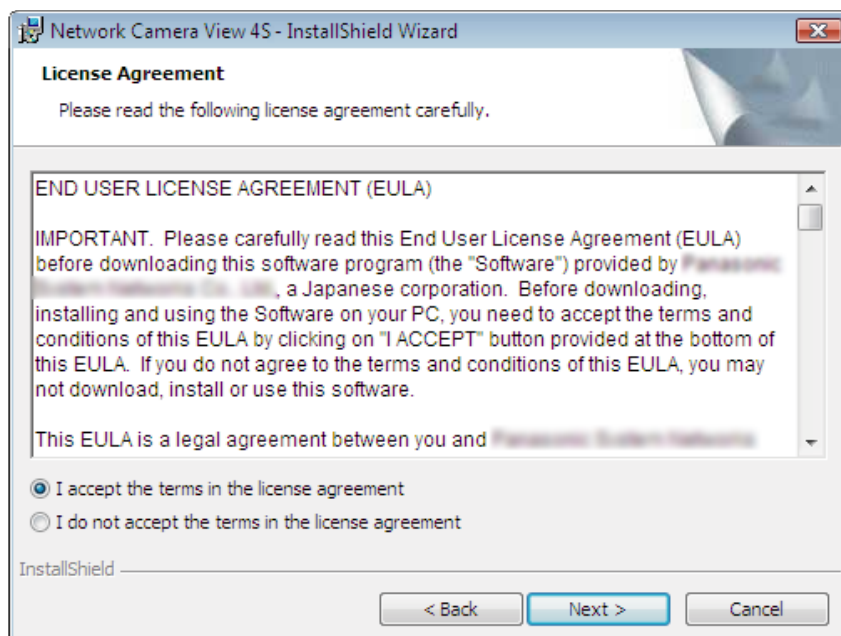 Network Camera View 4S - InstallShield Wizard
License Agreement
Please read the following license agreement carefully.
END USER LICENSE AGREEMENT (EULA)
IMPORTANT.  Please carefully read this End User License Agreement (EULA)
before downloading this software program (the "Software") provided by
, a Japanese corporation.  Before downloading,
installing and using the Software on your PC, you need to accept the terms and
conditions of this EULA by clicking on "I ACCEPT" button provided at the bottom of
this EULA.  If you do not agree to the terms and conditions of this EULA, you may
not download, install or use this software.
This EULA is a legal agreement between you and
I accept the terms in the license agreement
I do not accept the terms in the license agreement
InstallShield
< Back Next > Cancel